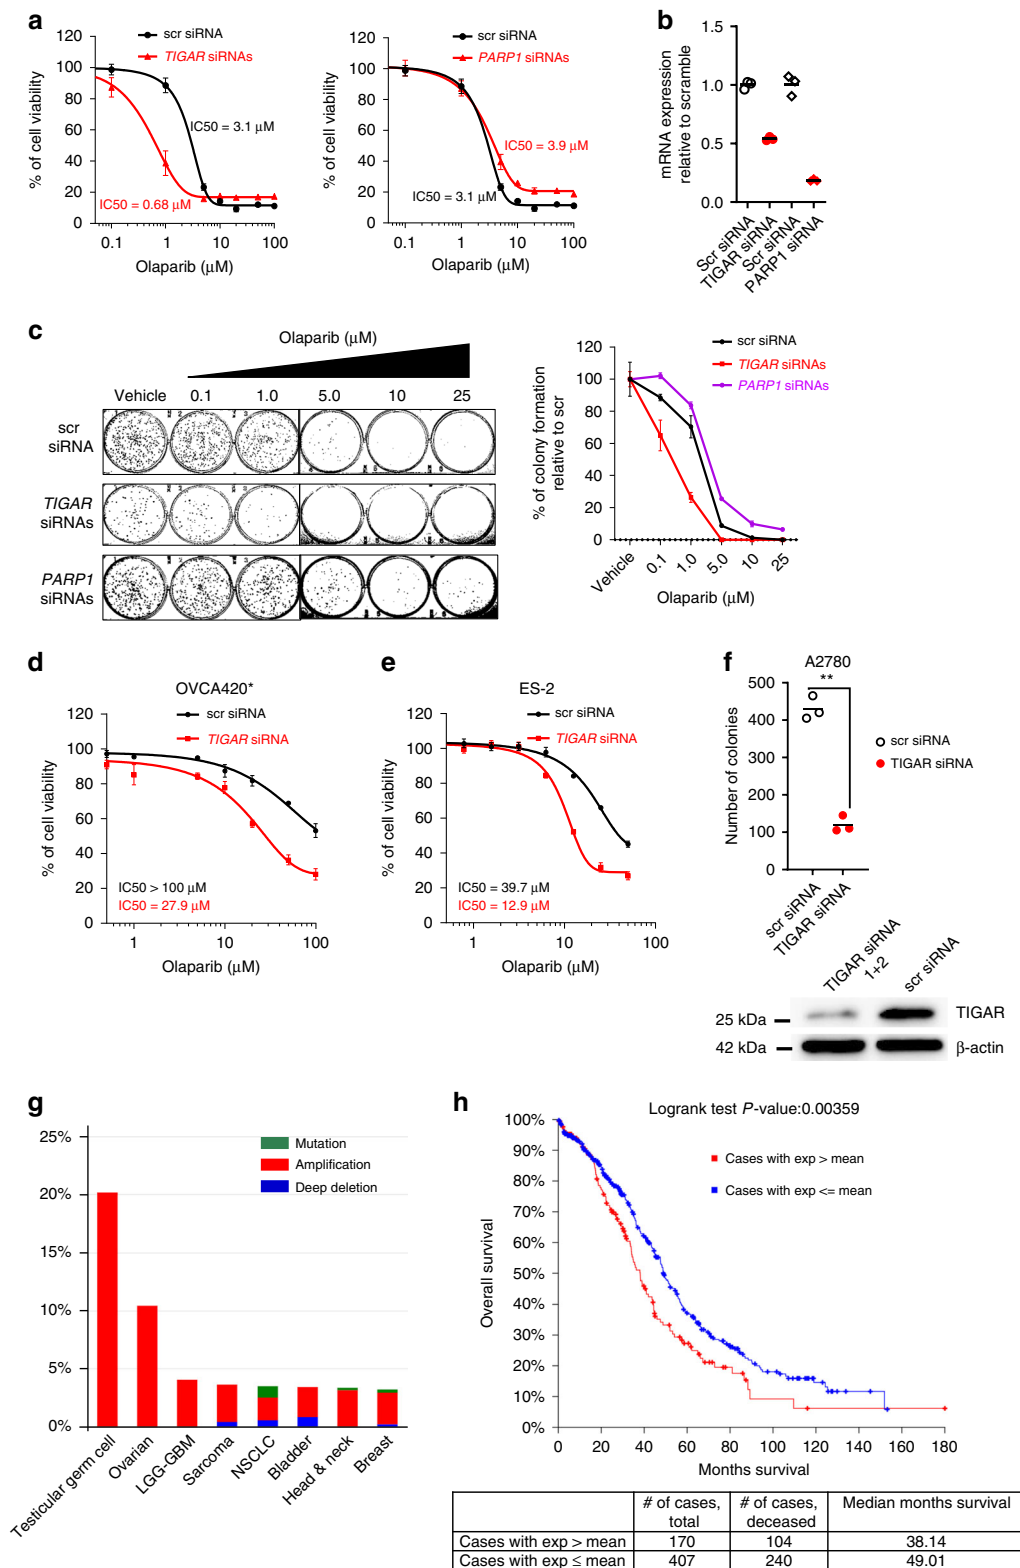 a
scr siRNA
TIGAR siRNAs
120
100
80
60
40
20
0
% of cell viability
IC50 = 3.1 μM
IC50 = 0.68 μM
0.1
1
10
100
Olaparib (μM)
scr siRNA
PARP1 siRNAs
120
100
80
60
40
20
0
% of cell viability
IC50 = 3.9 μM
IC50 = 3.1 μM
0.1
1
10
100
Olaparib (μM)
b
mRNA expression
relative to scramble
1.5
1.0
0.5
0.0
Scr siRNA
TIGAR siRNA
Scr siRNA
PARP1 siRNA
c
Olaparib (μM)
Vehicle
0.1
1.0
5.0
10
25
scr
siRNA
TIGAR
siRNAs
PARP1
siRNAs
scr siRNA
TIGAR siRNAs
PARP1 siRNAs
% of colony formation
relative to scr
120
100
80
60
40
20
0
Vehicle
0.1
1.0
5.0
10
25
Olaparib (μM)
d
OVCA420*
scr siRNA
TIGAR siRNA
120
100
80
60
40
20
0
% of cell viability
IC50 > 100 μM
IC50 = 27.9 μM
1
10
100
Olaparib (μM)
e
ES-2
scr siRNA
TIGAR siRNA
120
100
80
60
40
20
0
% of cell viability
IC50 = 39.7 μM
IC50 = 12.9 μM
1
10
100
Olaparib (μM)
f
A2780
**
500
400
300
200
100
0
Number of colonies
scr siRNA
TIGAR siRNA
scr siRNA
TIGAR siRNA
TIGAR siRNA
1+2
scr siRNA
25 kDa
TIGAR
42 kDa
β-actin
g
25%
20%
15%
10%
5%
0%
Mutation
Amplification
Deep deletion
Testicular germ cell
Ovarian
LGG-GBM
Sarcoma
NSCLC
Bladder
Head & neck
Breast
h
Logrank test P-value:0.00359
Cases with exp > mean
Cases with exp <= mean
100%
90%
80%
70%
60%
50%
40%
30%
20%
10%
0%
Overall survival
0
20
40
60
80
100
120
140
160
180
Months survival
# of cases, total
# of cases, deceased
Median months survival
Cases with exp > mean 170 104 38.14
Cases with exp ≤ mean 407 240 49.01